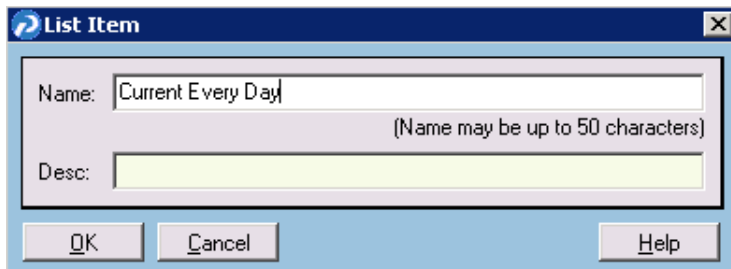 List Item
Name: Current Every Day
(Name may be up to 50 characters)
Desc:
OK Cancel Help